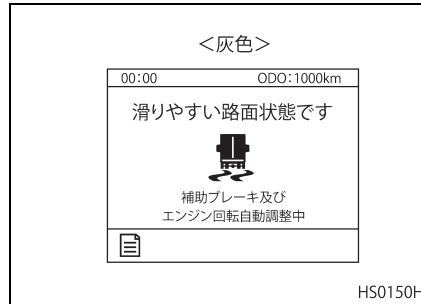 ＜灰色＞
00:00 ODO:1000km
滑りやすい路面状態です
補助ブレーキ及び
エンジン回転自動調整中
HS0150H